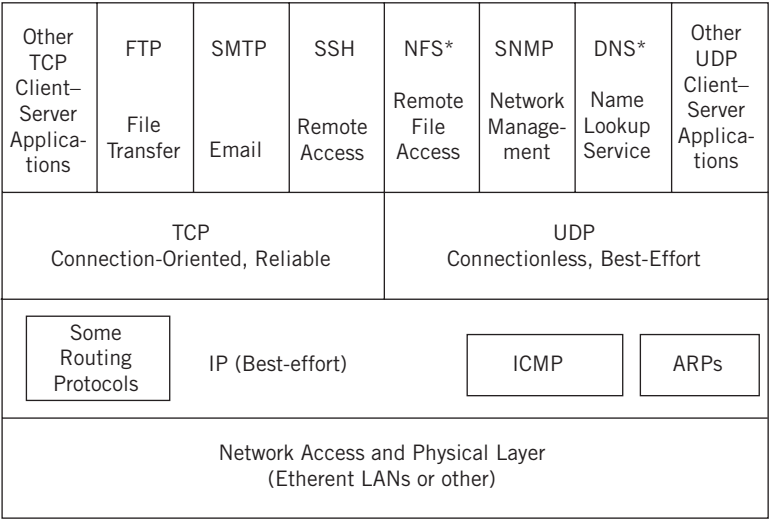 Other
TCP
Client–
Server
Applica-
tions
FTP
File
Transfer
SMTP
Email
SSH
Remote
Access
NFS*
Remote
File
Access
SNMP
Network
Manage-
ment
DNS*
Name
Lookup
Service
Other
UDP
Client–
Server
Applica-
tions
TCP
Connection-Oriented, Reliable
UDP
Connectionless, Best-Effort
Some
Routing
Protocols
IP (Best-effort)
ICMP
ARPs
Network Access and Physical Layer
(Etherent LANs or other)